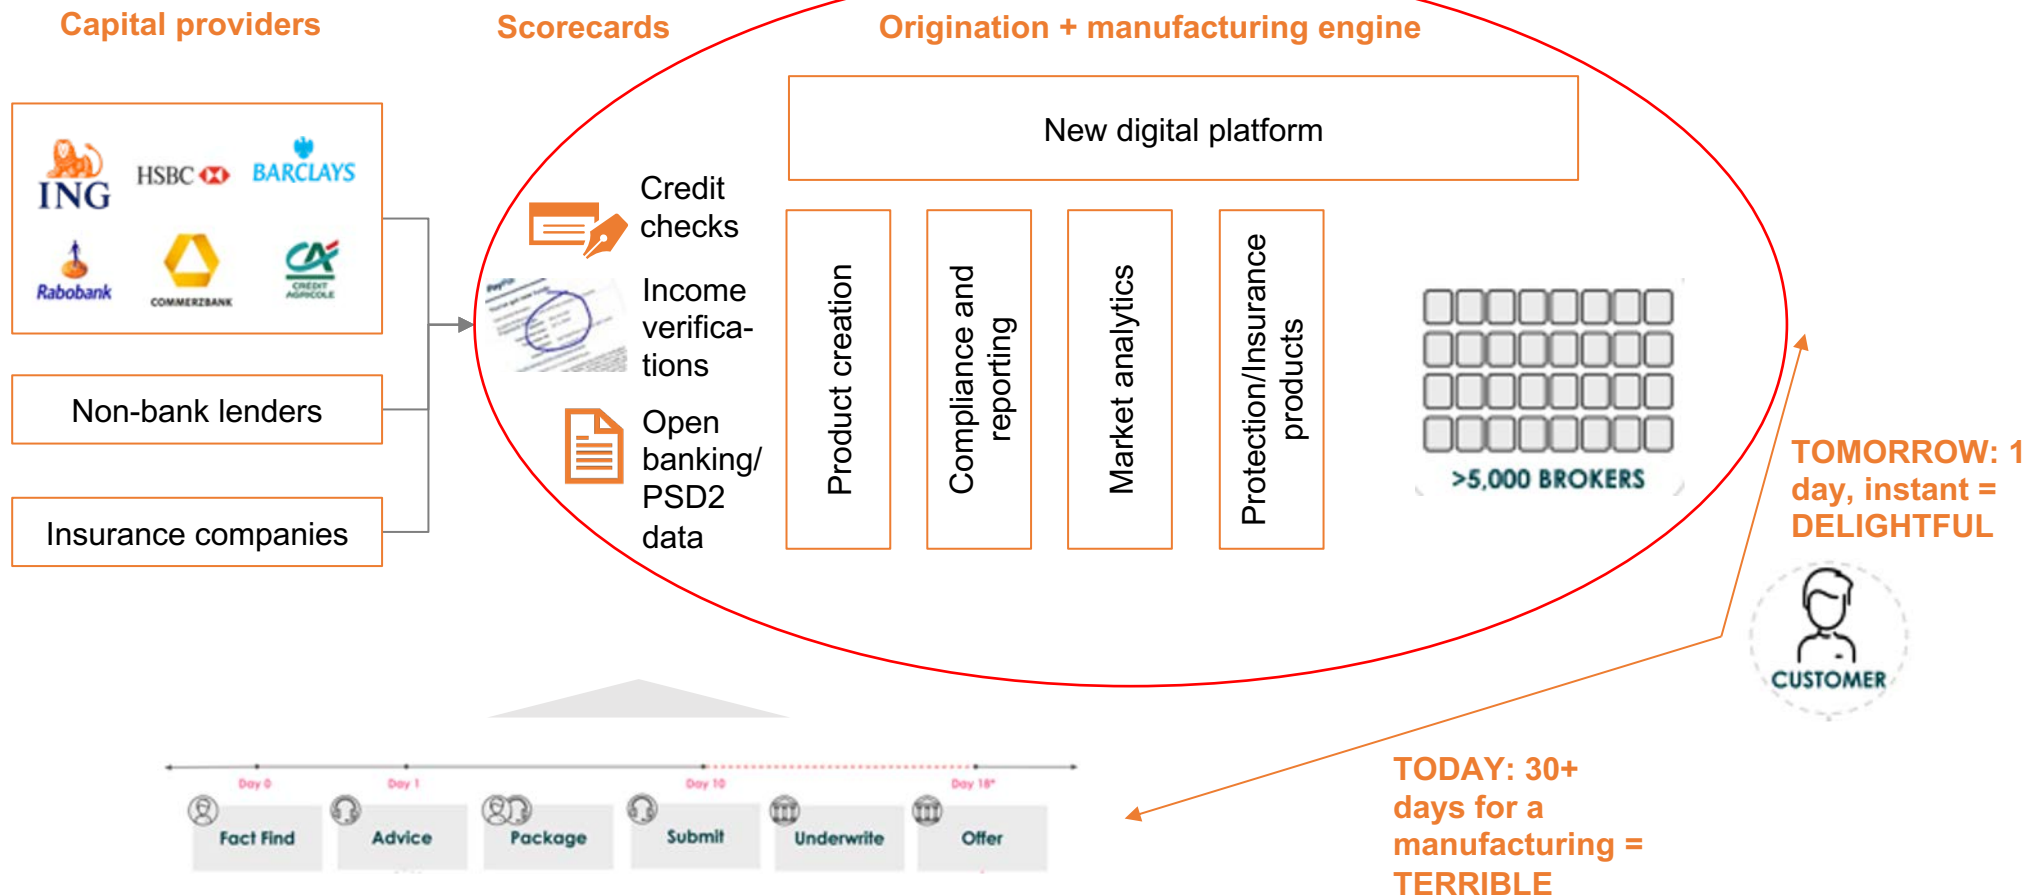 Capital providers
Scorecards
Origination + manufacturing engine
ING
HSBC
BARCLAYS
Rabobank
COMMERZBANK
CRÉDIT
AGRICOLE
Non-bank lenders
Insurance companies
Credit
checks
Income
verifica-
tions
Open
banking/
PSD2
data
New digital platform
Product creation
Compliance and
reporting
Market analytics
Protection/Insurance
products
>5,000 BROKERS
TOMORROW: 1
day, instant =
DELIGHTFUL
CUSTOMER
TODAY: 30+
days for a
manufacturing =
TERRIBLE
Day 0
Day 1
Day 10
Day 18*
Fact Find
Advice
Package
Submit
Underwrite
Offer